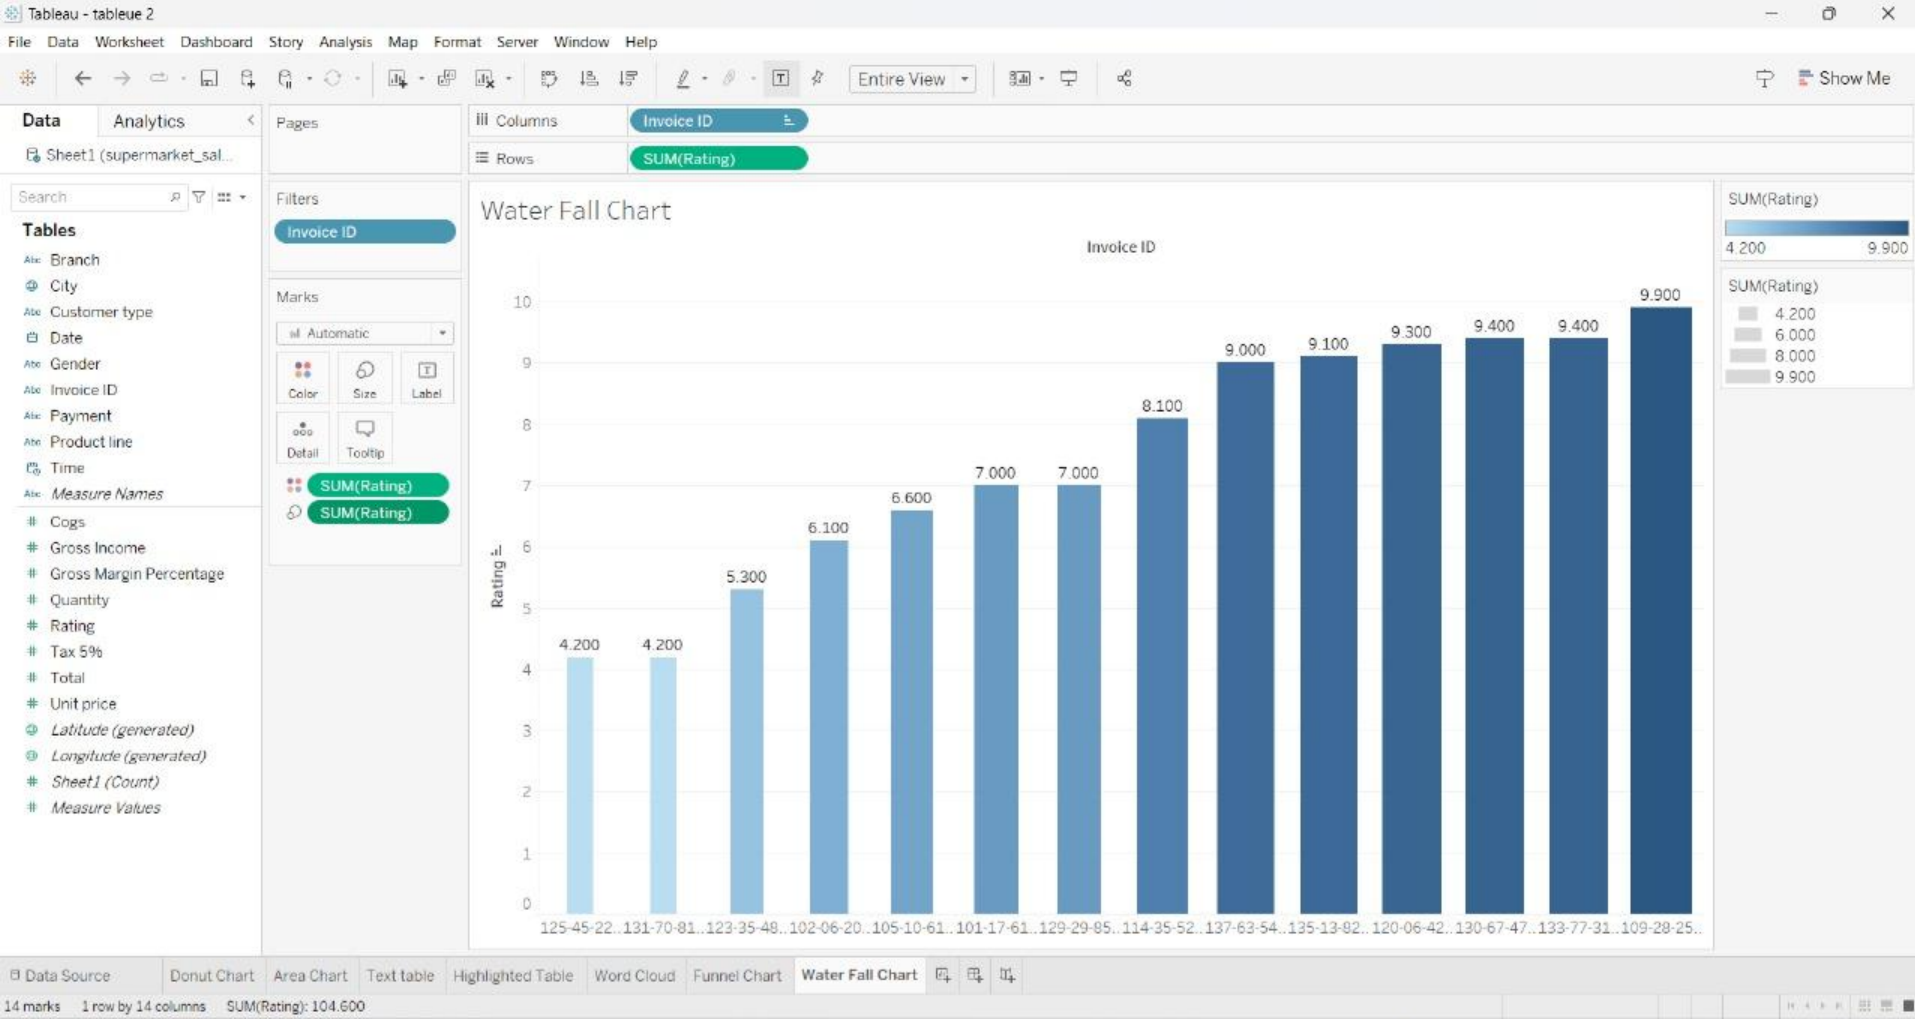 Tableau - tableue 2
File Data Worksheet Dashboard Story Analysis Map Format Server Window Help
Entire View
Show Me
Data Analytics
Sheet1 (supermarket_sal...
Search
Tables
Abc Branch
City
Abc Customer type
Date
Abc Gender
Abc Invoice ID
Abc Payment
Abc Product line
Time
Abc Measure Names
# Cogs
# Gross Income
# Gross Margin Percentage
# Quantity
# Rating
# Tax 5%
# Total
# Unit price
Latitude (generated)
Longitude (generated)
# Sheet1 (Count)
# Measure Values
Pages
Filters
Invoice ID
Marks
Automatic
Color Size Label
Detail Tooltip
SUM(Rating)
SUM(Rating)
Columns Invoice ID
Rows SUM(Rating)
Water Fall Chart
Invoice ID
Rating
10
9
8
7
6
5
4
3
2
1
0
4.200 4.200 5.300 6.100 6.600 7.000 7.000 8.100 9.000 9.100 9.300 9.400 9.400 9.900
125-45-22.. 131-70-81.. 123-35-48.. 102-06-20.. 105-10-61.. 101-17-61.. 129-29-85.. 114-35-52.. 137-63-54.. 135-13-82.. 120-06-42.. 130-67-47.. 133-77-31.. 109-28-25..
SUM(Rating)
4.200 9.900
SUM(Rating)
4.200
6.000
8.000
9.900
Data Source Donut Chart Area Chart Text table Highlighted Table Word Cloud Funnel Chart Water Fall Chart
14 marks 1 row by 14 columns SUM(Rating): 104.600